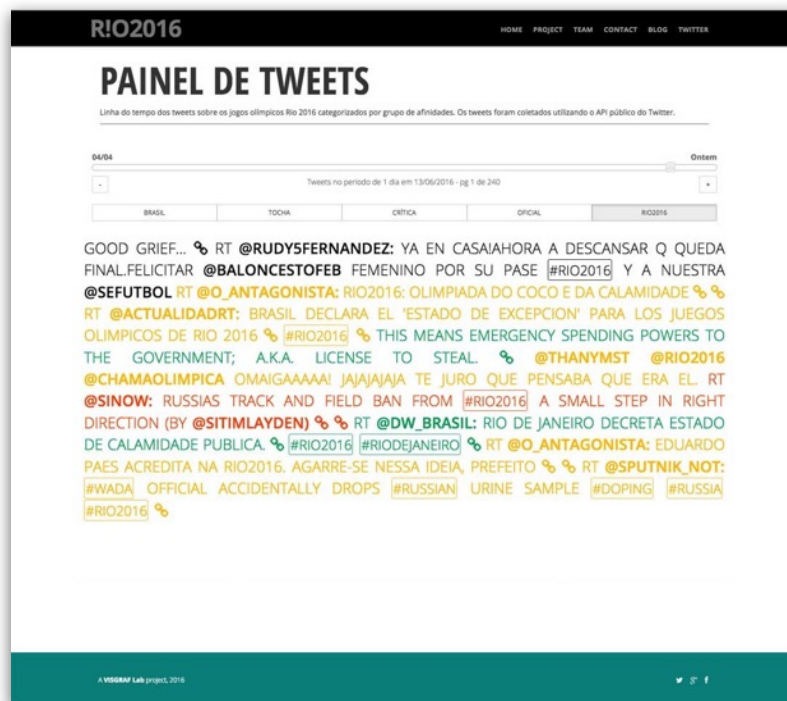 R!O2016
HOME PROJECT TEAM CONTACT BLOG TWITTER
PAINEL DE TWEETS
Linha do tempo dos tweets sobre os jogos olímpicos Rio 2016 categorizados por grupo de afinidades. Os tweets foram coletados utilizando o API público do Twitter.
04/04 Ontem
- Tweets no período de 1 dia em 13/06/2016 - pg 1 de 240 +
BRASIL TOCHA CRÍTICA OFICIAL RIO2016
GOOD GRIEF... RT @RUDY5FERNANDEZ: YA EN CASA!AHORA A DESCANSAR Q QUEDA
FINAL.FELICITAR @BALONCESTOFEB FEMENINO POR SU PASE #RIO2016 Y A NUESTRA
@SEFUTBOL RT @O_ANTAGONISTA: RIO2016: OLIMPIADA DO COCO E DA CALAMIDADE
RT @ACTUALIDADRT: BRASIL DECLARA EL 'ESTADO DE EXCEPCION' PARA LOS JUEGOS
OLIMPICOS DE RIO 2016 #RIO2016 THIS MEANS EMERGENCY SPENDING POWERS TO
THE GOVERNMENT; A.K.A. LICENSE TO STEAL. @THANYMST @RIO2016
@CHAMAOLIMPICA OMAIGAAAAA! JAJAJAJAJA TE JURO QUE PENSABA QUE ERA EL. RT
@SINOW: RUSSIAS TRACK AND FIELD BAN FROM #RIO2016 A SMALL STEP IN RIGHT
DIRECTION (BY @SITIMLAYDEN) RT @DW_BRASIL: RIO DE JANEIRO DECRETA ESTADO
DE CALAMIDADE PUBLICA. #RIO2016 #RIODEJANEIRO RT @O_ANTAGONISTA: EDUARDO
PAES ACREDITA NA RIO2016. AGARRE-SE NESSA IDEIA, PREFEITO RT @SPUTNIK_NOT:
#WADA OFFICIAL ACCIDENTALLY DROPS #RUSSIAN URINE SAMPLE #DOPING #RUSSIA
#RIO2016
A VISGRAF Lab project, 2016